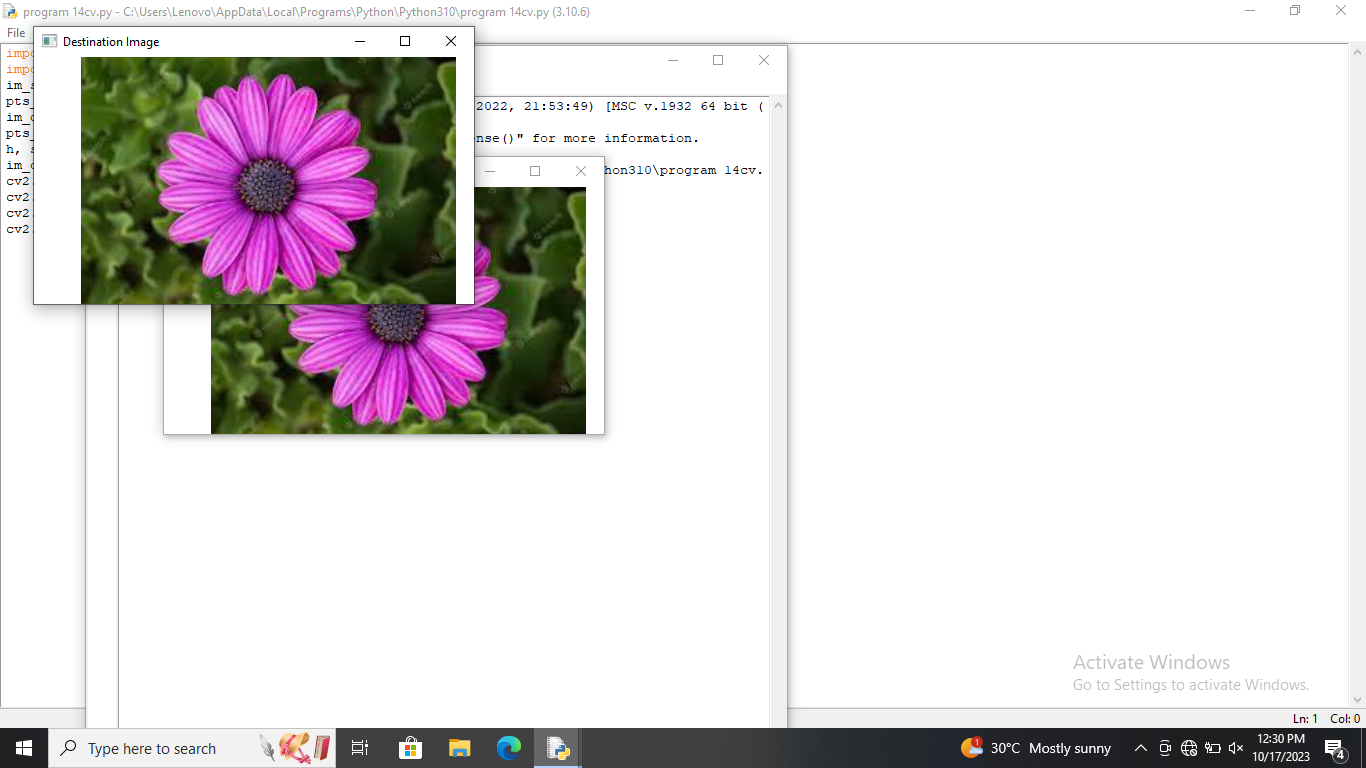 program 14cv.py - C:\Users\Lenovo\AppData\Local\Programs\Python\Python310\program 14cv.py (3.10.6)
File
Destination Image
impo
impo
im_s
pts_
im_d
pts_
h, s
im_o
cv2.
cv2.
cv2.
cv2.
2022, 21:53:49) [MSC v.1932 64 bit (
ense()" for more information.
hon310\program 14cv.
Activate Windows
Go to Settings to activate Windows.
Ln: 1 Col: 0
Type here to search
1
30°C Mostly sunny
12:30 PM
10/17/2023
4